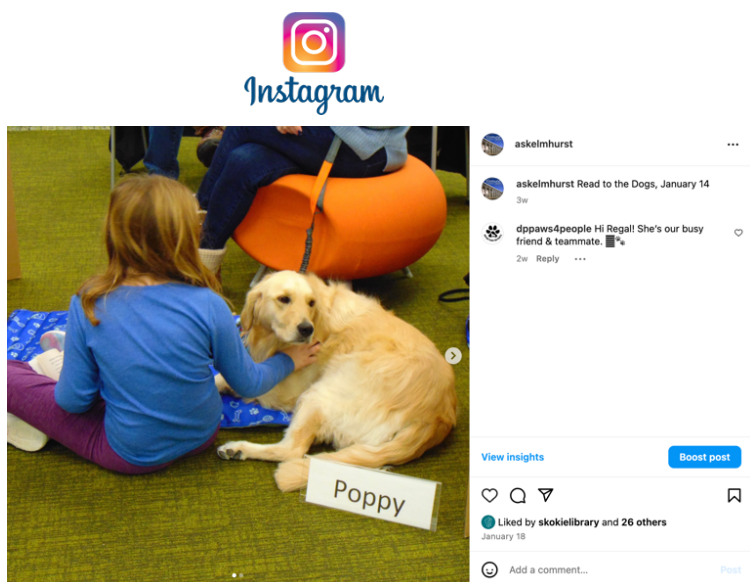 Instagram
askelmhurst
askelmhurst Read to the Dogs, January 14
3w
dppaws4people Hi Regal! She's our busy
friend & teammate.
2w Reply
Poppy
View insights
Boost post
Liked by skokielibrary and 26 others
January 18
Add a comment...
Post